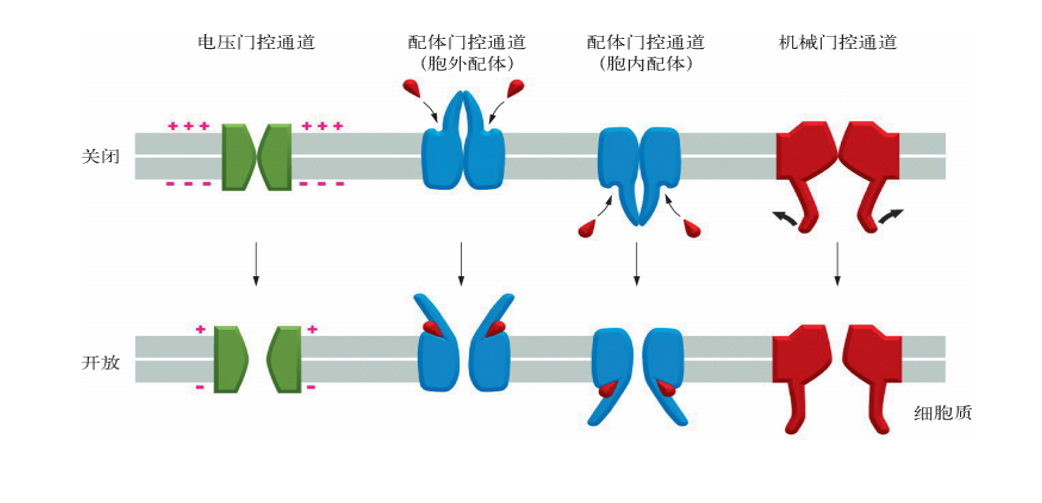 电压门控通道
配体门控通道
（胞外配体）
配体门控通道
（胞内配体）
机械门控通道
+++
+++
关闭
---
---
+
+
开放
-
-
细胞质